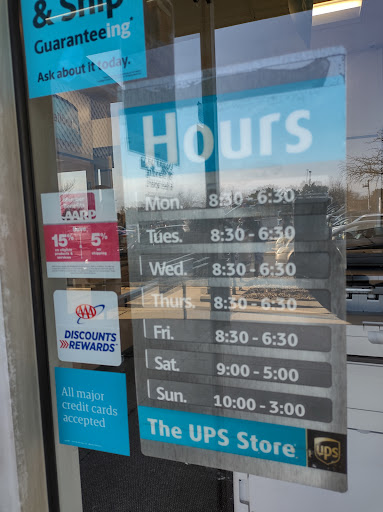 & Ship
Guaranteeing
Ask about it today.
Hours
Mon. 8:30 - 6:30
Tues. 8:30 - 6:30
Wed. 8:30 - 6:30
Thurs. 8:30 - 6:30
Fri. 8:30 - 6:30
Sat. 9:00 - 5:00
Sun. 10:00 - 3:00
The UPS Store
ups
AARP
15% 5%
AAA
DISCOUNTS
REWARDS
All major
credit cards
accepted